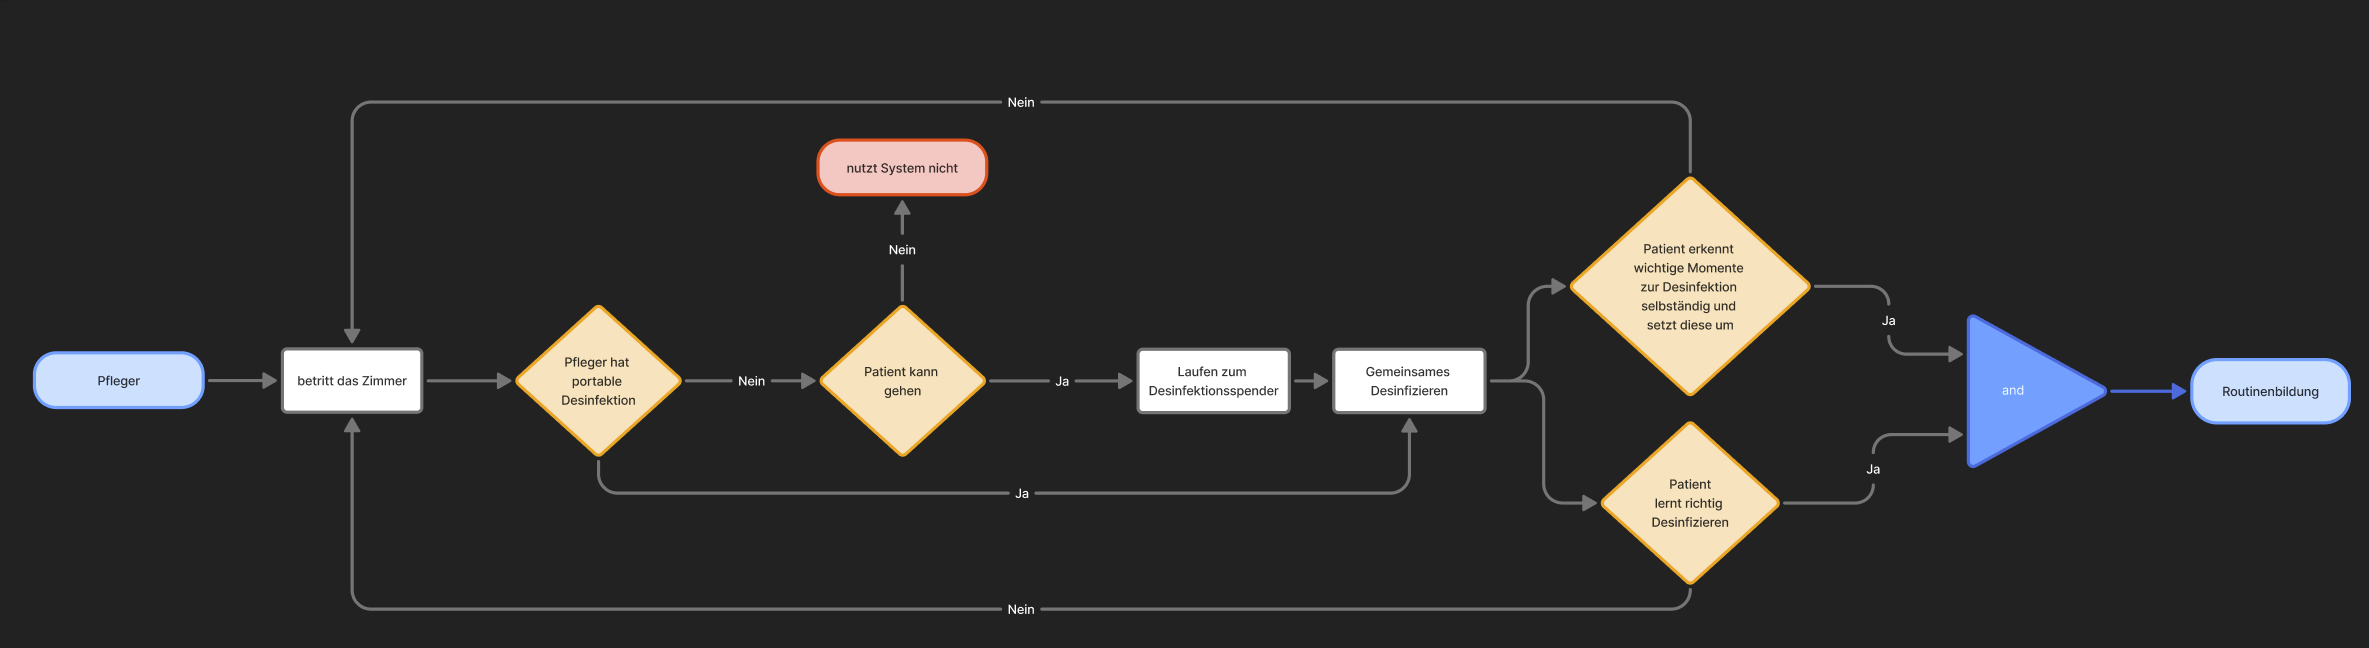 Nein
nutzt System nicht
Nein
Patient erkennt
wichtige Momente
zur Desinfektion
selbständig und
setzt diese um
Ja
Pfleger
betritt das Zimmer
Pfleger hat
portable
Desinfektion
Nein
Patient kann
gehen
Ja
Laufen zum
Desinfektionsspender
Gemeinsames
Desinfizieren
and
Routinenbildung
Ja
Patient
lernt richtig
Desinfizieren
Ja
Nein